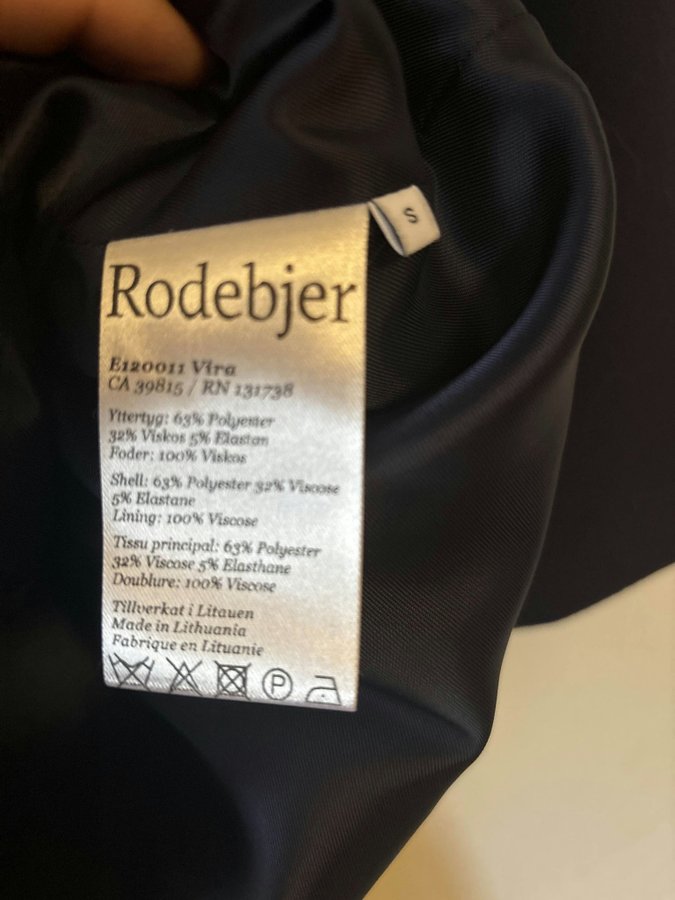 S
Rodebjer
E120011 Vira
CA 39815 / RN 131738
Yttertyg: 63% Polyester
32% Viskos 5% Elastan
Foder: 100% Viskos
Shell: 63% Polyester 32% Viscose
5% Elastane
Lining: 100% Viscose
Tissu principal: 63% Polyester
32% Viscose 5% Elasthane
Doublure: 100% Viscose
Tillverkat i Litauen
Made in Lithuania
Fabrique en Lituanie
P